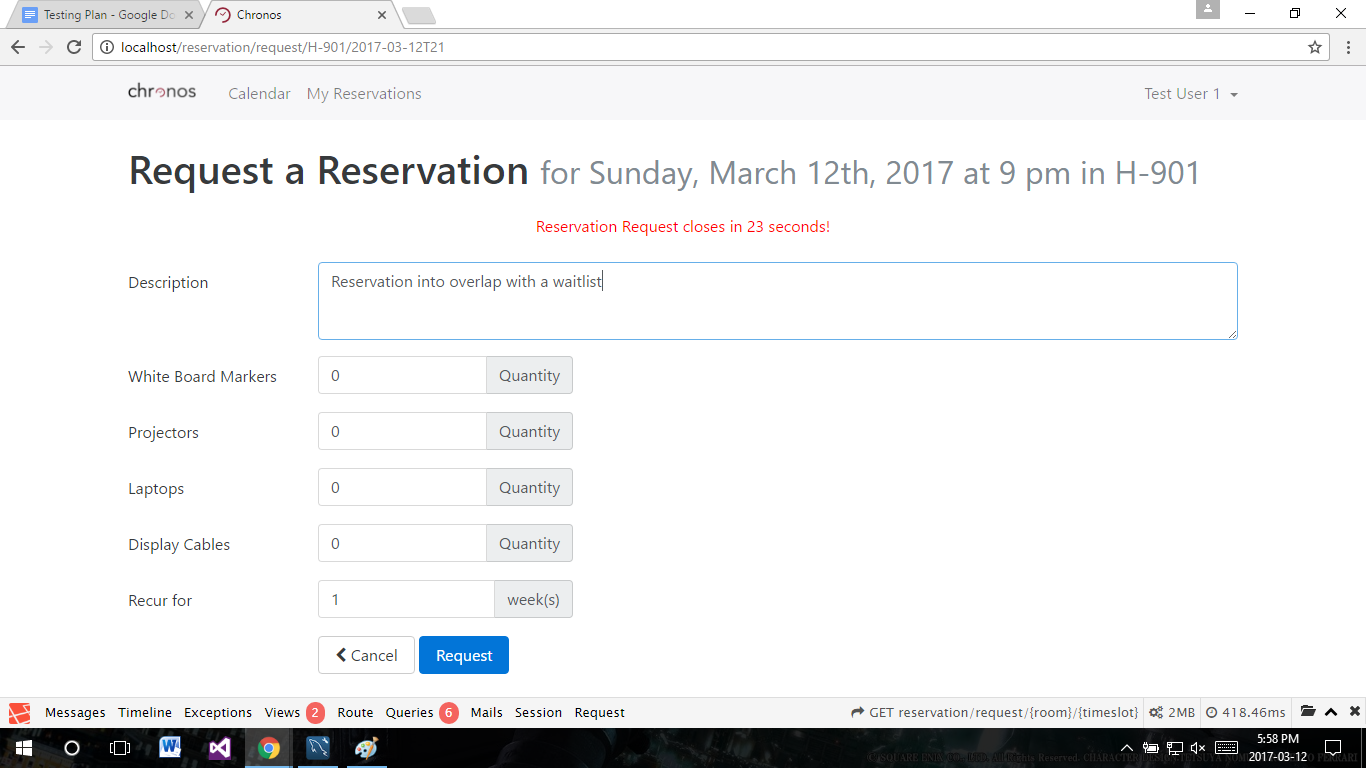 Testing Plan - Google Do
Chronos
localhost/reservation/request/H-901/2017-03-12T21
chronos Calendar My Reservations Test User 1
Request a Reservation for Sunday, March 12th, 2017 at 9 pm in H-901
Reservation Request closes in 23 seconds!
Description Reservation into overlap with a waitlist
White Board Markers 0 Quantity
Projectors 0 Quantity
Laptops 0 Quantity
Display Cables 0 Quantity
Recur for 1 week(s)
Cancel Request
Messages Timeline Exceptions Views 2 Route Queries 6 Mails Session Request GET reservation/request/{room}/{timeslot} 2MB 418.46ms
5:58 PM
2017-03-12